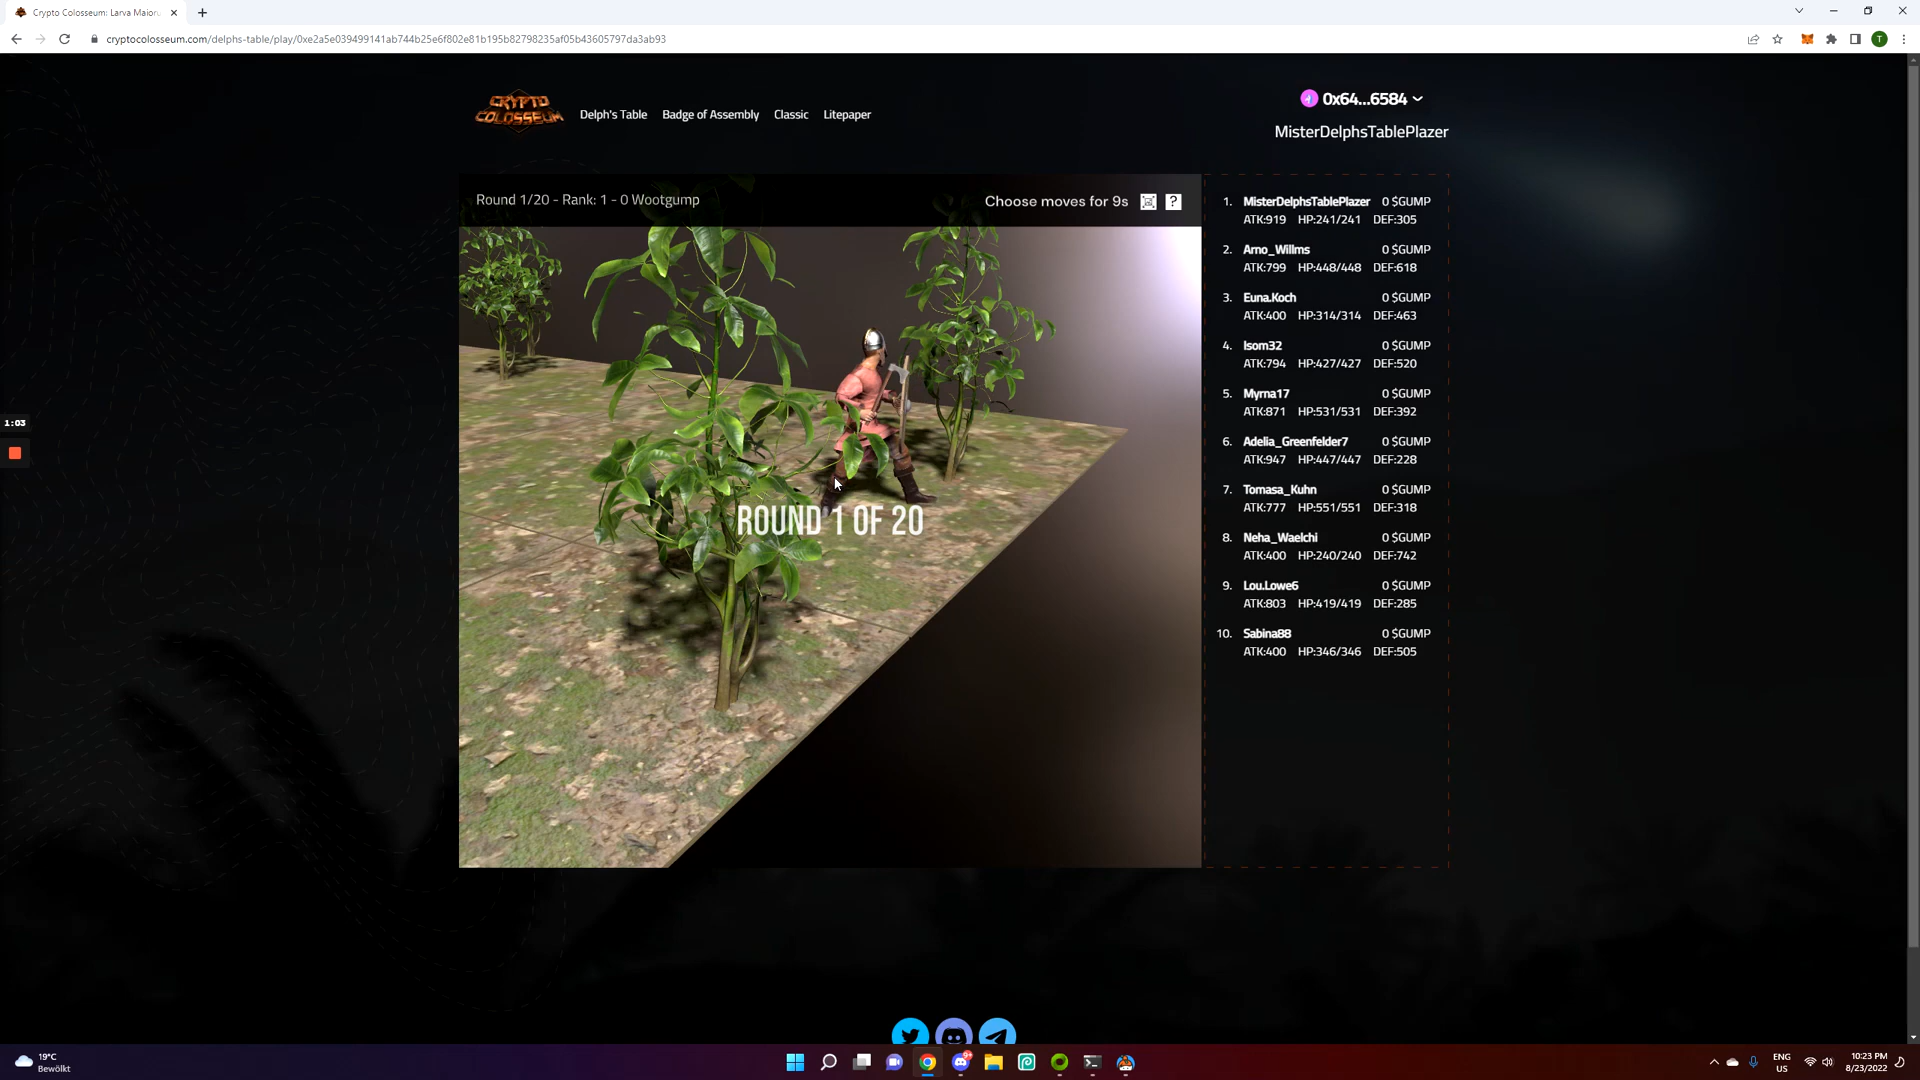 Crypto Colosseum: Larva Maioru
cryptocolosseum.com/delphs-table/play/0xe2a5e039499141ab744b25e6f802e81b195b82798235af05b43605797da3ab93
T
CRYPTO
COLOSSEUM
Delph's Table
Badge of Assembly
Classic
Litepaper
0x64...6584
MisterDelphsTablePlazer
Round 1/20 - Rank: 1 - 0 Wootgump
Choose moves for 9s
?
ROUND 1 OF 20
1. MisterDelphsTablePlazer 0 $GUMP
ATK:919 HP:241/241 DEF:305
2. Arno_Willms 0 $GUMP
ATK:799 HP:448/448 DEF:618
3. Euna.Koch 0 $GUMP
ATK:400 HP:314/314 DEF:463
4. Isom32 0 $GUMP
ATK:794 HP:427/427 DEF:520
5. Myrna17 0 $GUMP
ATK:871 HP:531/531 DEF:392
6. Adelia_Greenfelder7 0 $GUMP
ATK:947 HP:447/447 DEF:228
7. Tomasa_Kuhn 0 $GUMP
ATK:777 HP:551/551 DEF:318
8. Neha_Waelchi 0 $GUMP
ATK:400 HP:240/240 DEF:742
9. Lou.Lowe6 0 $GUMP
ATK:803 HP:419/419 DEF:285
10. Sabina88 0 $GUMP
ATK:400 HP:346/346 DEF:505
1:03
19°C
Bewölkt
ENG
US
10:23 PM
8/23/2022